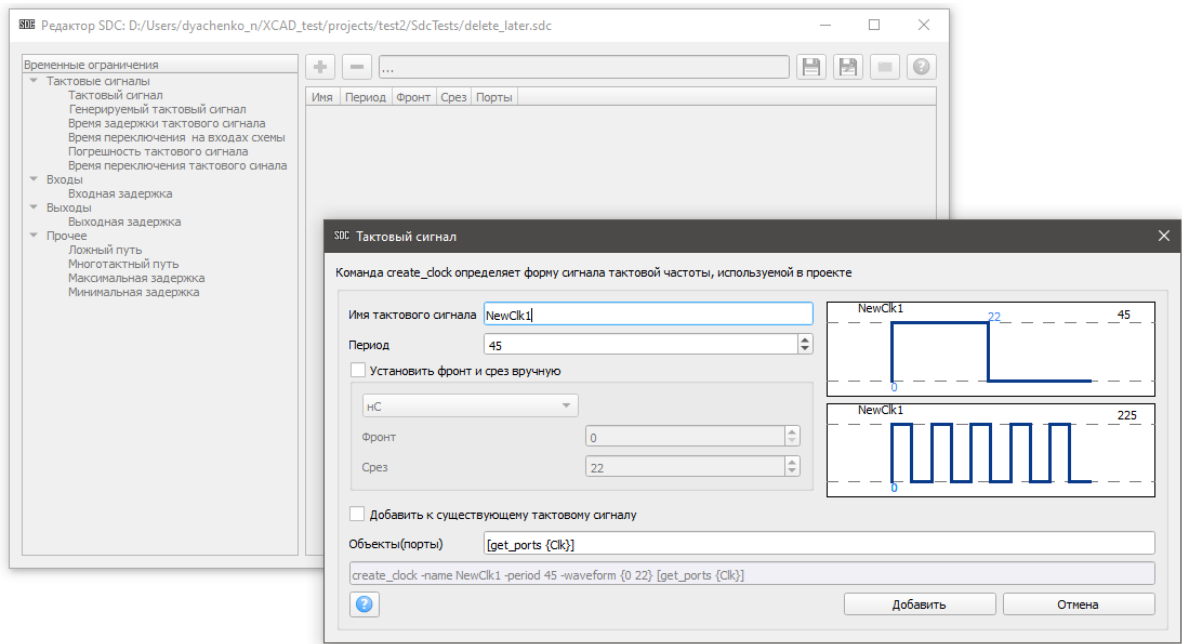 SDC Редактор SDC: D:/Users/dyachenko_n/XCAD_test/projects/test2/SdcTests/delete_later.sdc
Временные ограничения
Тактовые сигналы
Тактовый сигнал
Генерируемый тактовый сигнал
Время задержки тактового сигнала
Время переключения на входах схемы
Погрешность тактового сигнала
Время переключения тактового синала
Входы
Входная задержка
Выходы
Выходная задержка
Прочее
Ложный путь
Многотактный путь
Максимальная задержка
Минимальная задержка
...
Имя Период Фронт Срез Порты
SDC Тактовый сигнал
Команда create_clock определяет форму сигнала тактовой частоты, используемой в проекте
Имя тактового сигнала NewClk1
Период 45
Установить фронт и срез вручную
нС
Фронт 0
Срез 22
NewClk1 22 45
0
NewClk1 225
0
Добавить к существующему тактовому сигналу
Объекты(порты) [get_ports {Clk}]
create_clock -name NewClk1 -period 45 -waveform {0 22} [get_ports {Clk}]
Добавить Отмена